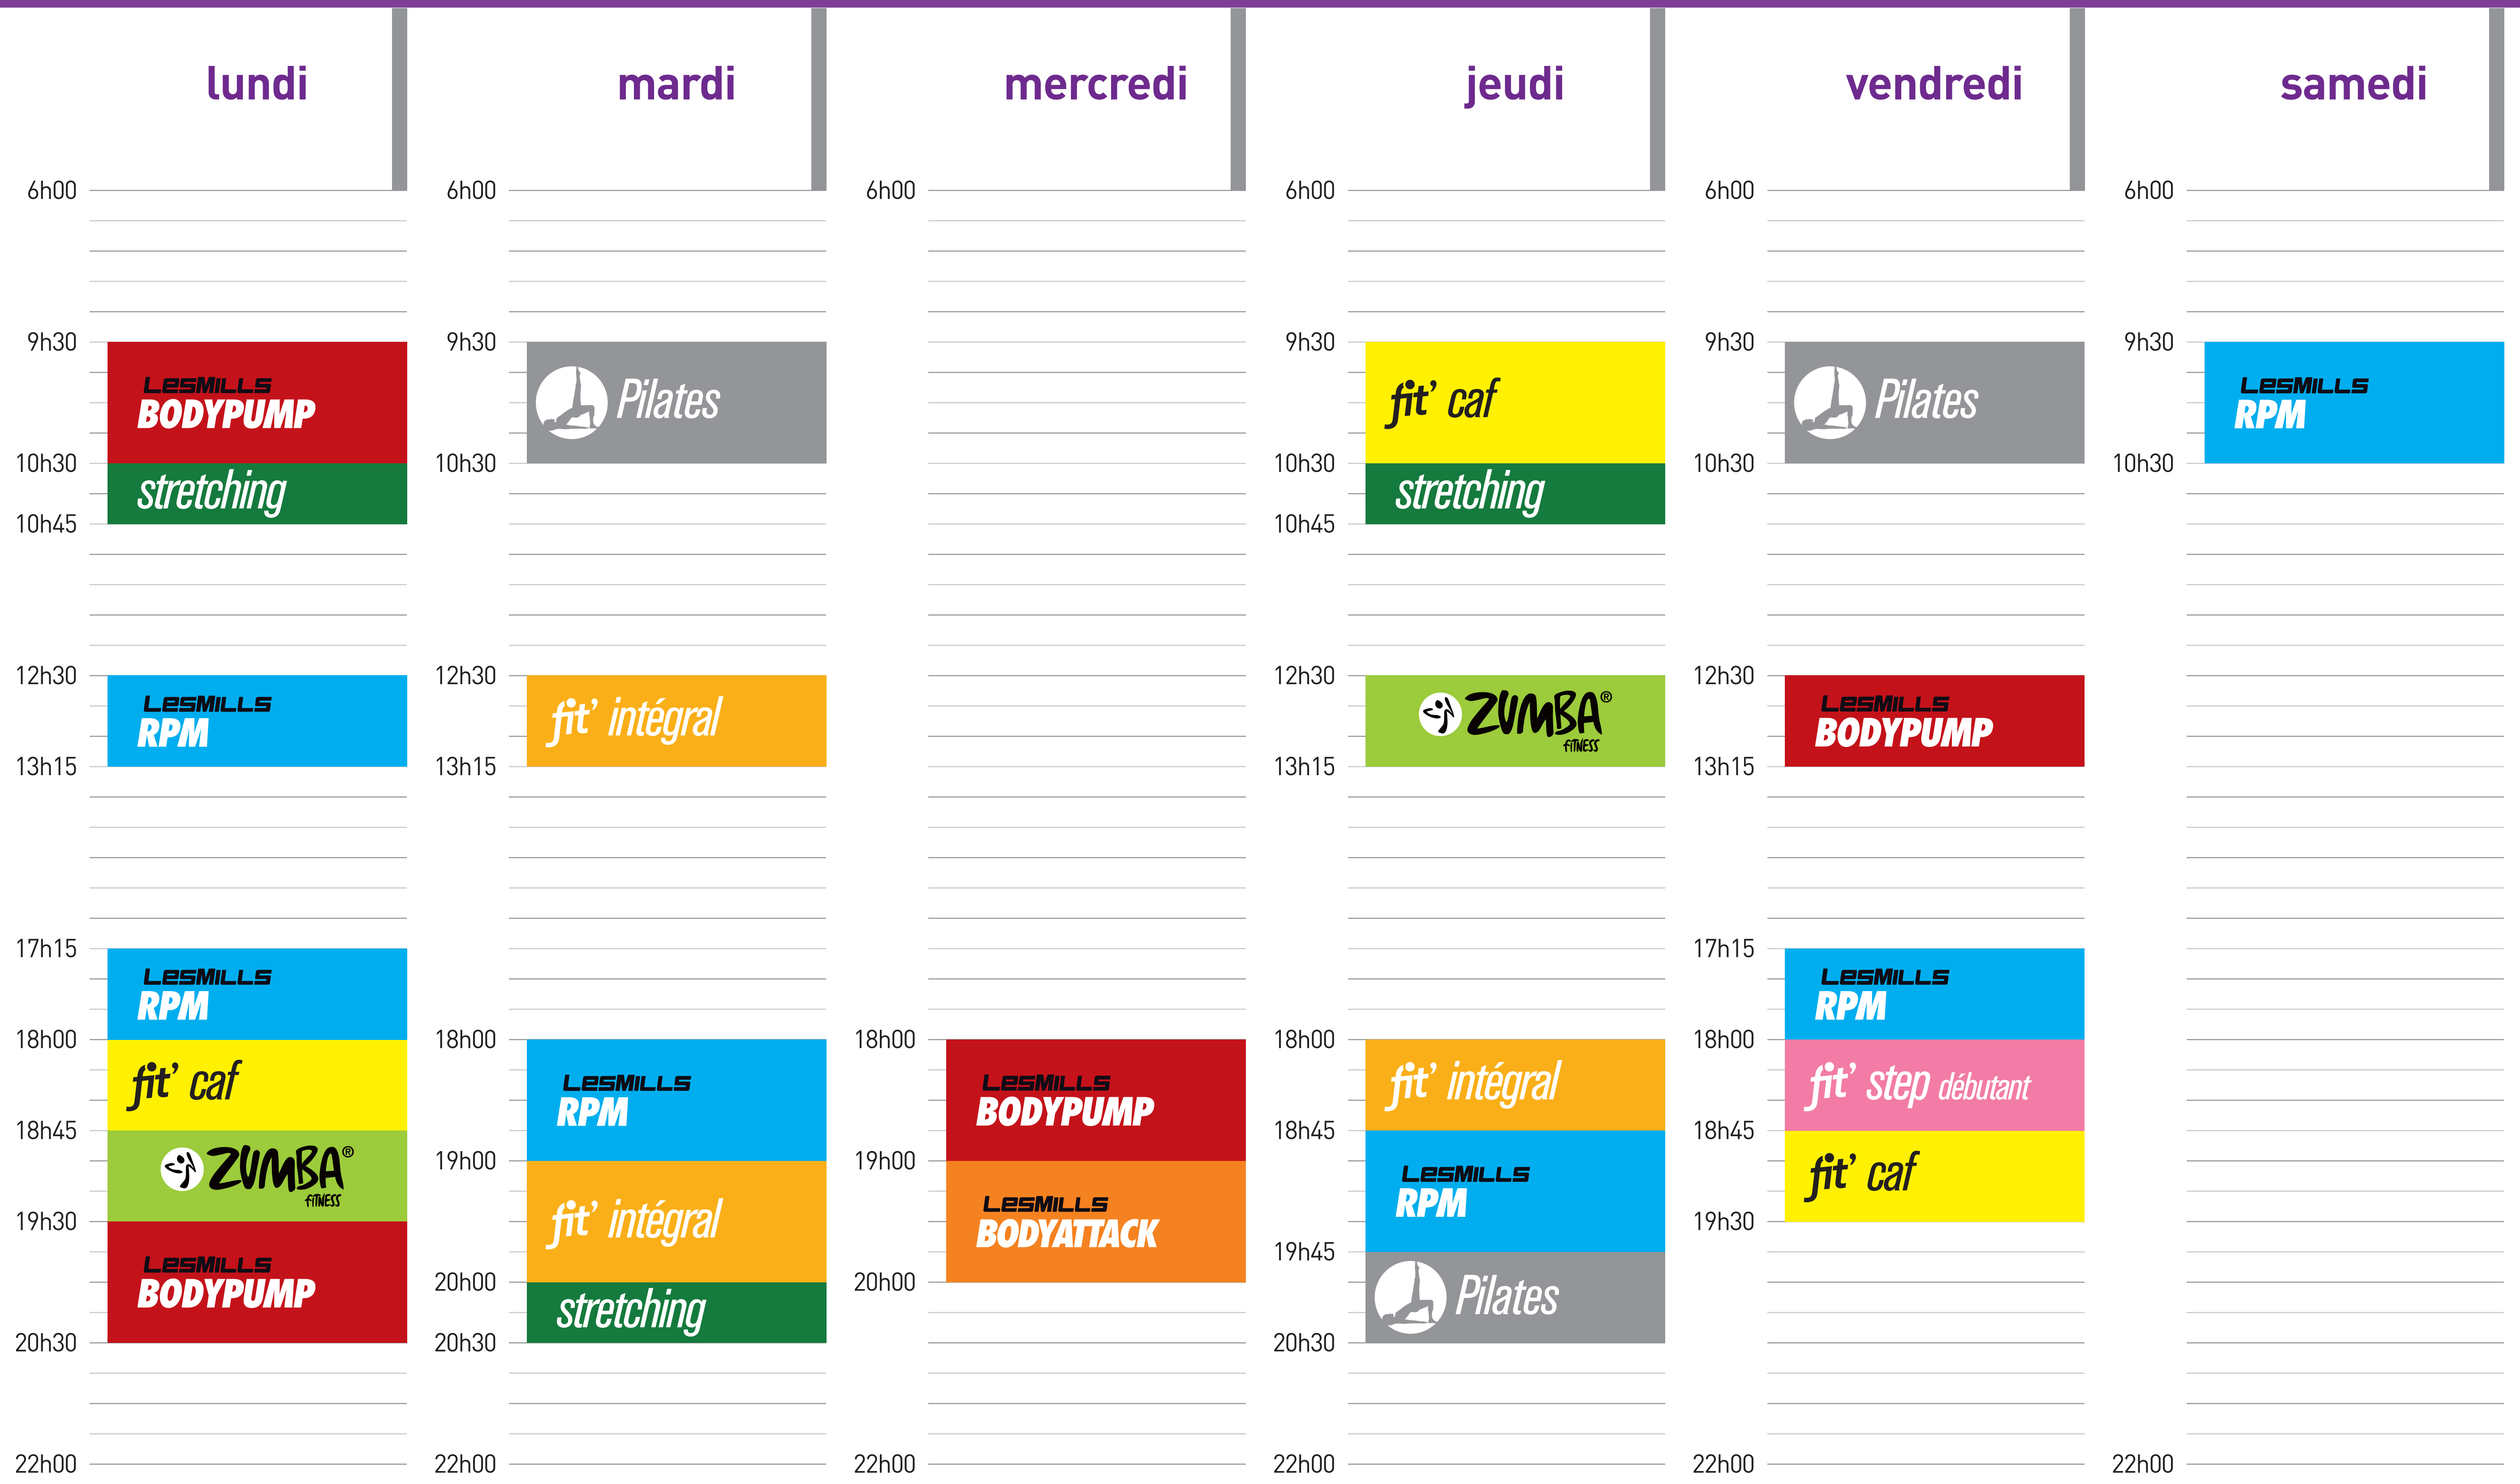 lundi
6h00
9h30
LESMILLS
BODYPUMP
10h30
stretching
10h45
12h30
LESMILLS
RPM
13h15
17h15
LESMILLS
RPM
18h00
fit' caf
18h45
ZUMBA®
FITNESS
19h30
LESMILLS
BODYPUMP
20h30
22h00
mardi
6h00
9h30
Pilates
10h30
12h30
fit' intégral
13h15
18h00
LESMILLS
RPM
19h00
fit' intégral
20h00
stretching
20h30
22h00
mercredi
6h00
18h00
LESMILLS
BODYPUMP
19h00
LESMILLS
BODYATTACK
20h00
22h00
jeudi
6h00
9h30
fit' caf
10h30
stretching
10h45
12h30
ZUMBA®
FITNESS
13h15
18h00
fit' intégral
18h45
LESMILLS
RPM
19h45
Pilates
20h30
22h00
vendredi
6h00
9h30
Pilates
10h30
12h30
LESMILLS
BODYPUMP
13h15
17h15
LESMILLS
RPM
18h00
fit' step débutant
18h45
fit' caf
19h30
22h00
samedi
6h00
9h30
LESMILLS
RPM
10h30
22h00